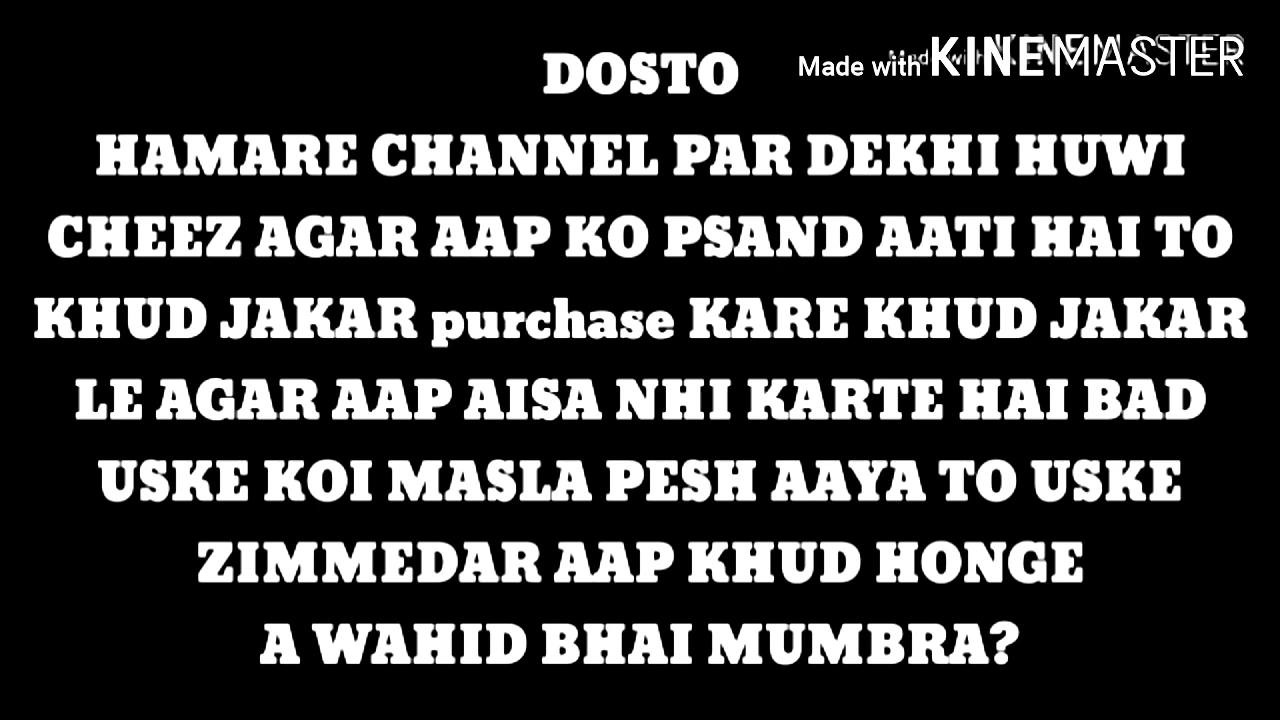 Made with KINEMASTER
DOSTO
HAMARE CHANNEL PAR DEKHI HUWI
CHEEZ AGAR AAP KO PSAND AATI HAI TO
KHUD JAKAR purchase KARE KHUD JAKAR
LE AGAR AAP AISA NHI KARTE HAI BAD
USKE KOI MASLA PESH AAYA TO USKE
ZIMMEDAR AAP KHUD HONGE
A WAHID BHAI MUMBRA?